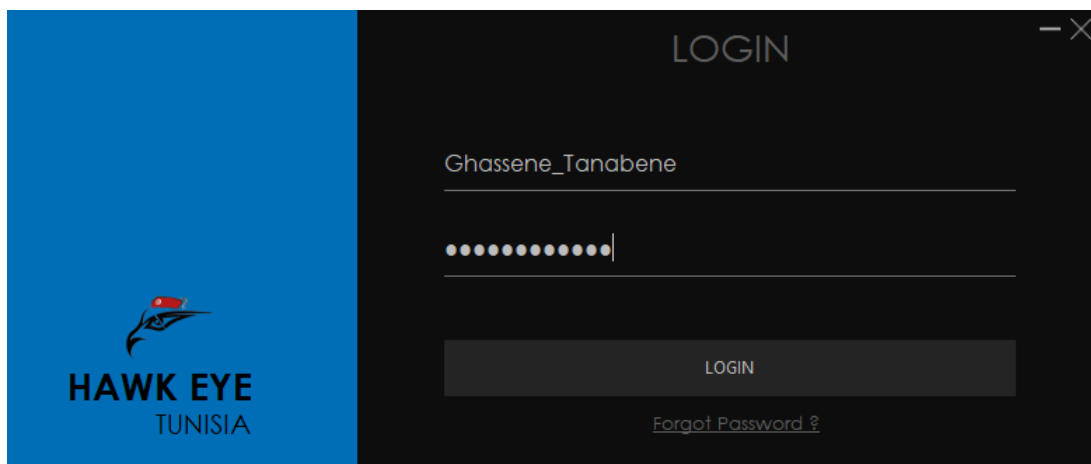 LOGIN
Ghassene_Tanabene
••••••••••••
LOGIN
Forgot Password ?
HAWK EYE
TUNISIA